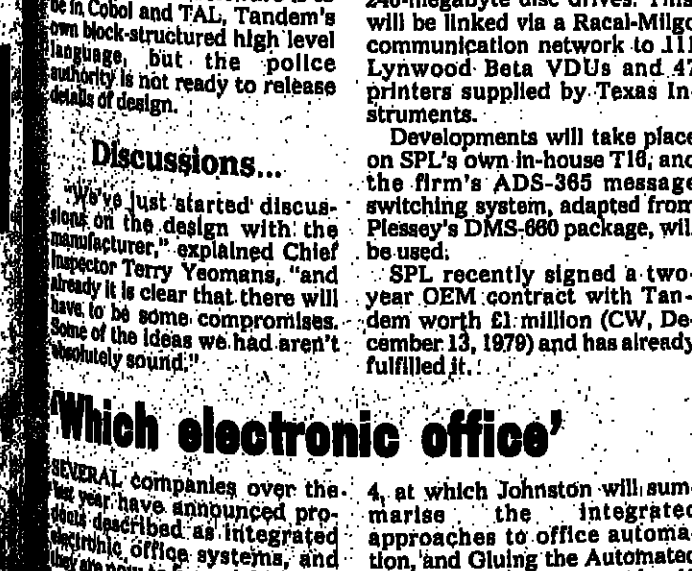 be in Cobol and TAL, Tandem's
own block-structured high level
language, but the police
authority is not ready to release
details of design.
Discussions...
"We've just started discus-
sions on the design with the
manufacturer," explained Chief
Inspector Terry Yeomans, "and
already it is clear that there will
have to be some compromises.
Some of the ideas we had aren't
absolutely sound."
240-megabyte disc drives. This
will be linked via a Racal-Milgo
communication network to 111
Lynwood Beta VDUs and 47
printers supplied by Texas In-
struments.
Developments will take place
on SPL's own in-house T16, and
the firm's ADS-365 message
switching system, adapted from
Plessey's DMS-660 package, will
be used.
SPL recently signed a two-
year OEM contract with Tan-
dem worth £1 million (CW, De-
cember 13, 1979) and has already
fulfilled it.
'Which electronic office'
SEVERAL companies over the
last year have announced pro-
ducts described as integrated
electronic office systems, and
they are now
4, at which Johnston will sum-
marise the integrated
approaches to office automa-
tion, and Gluing the Automated